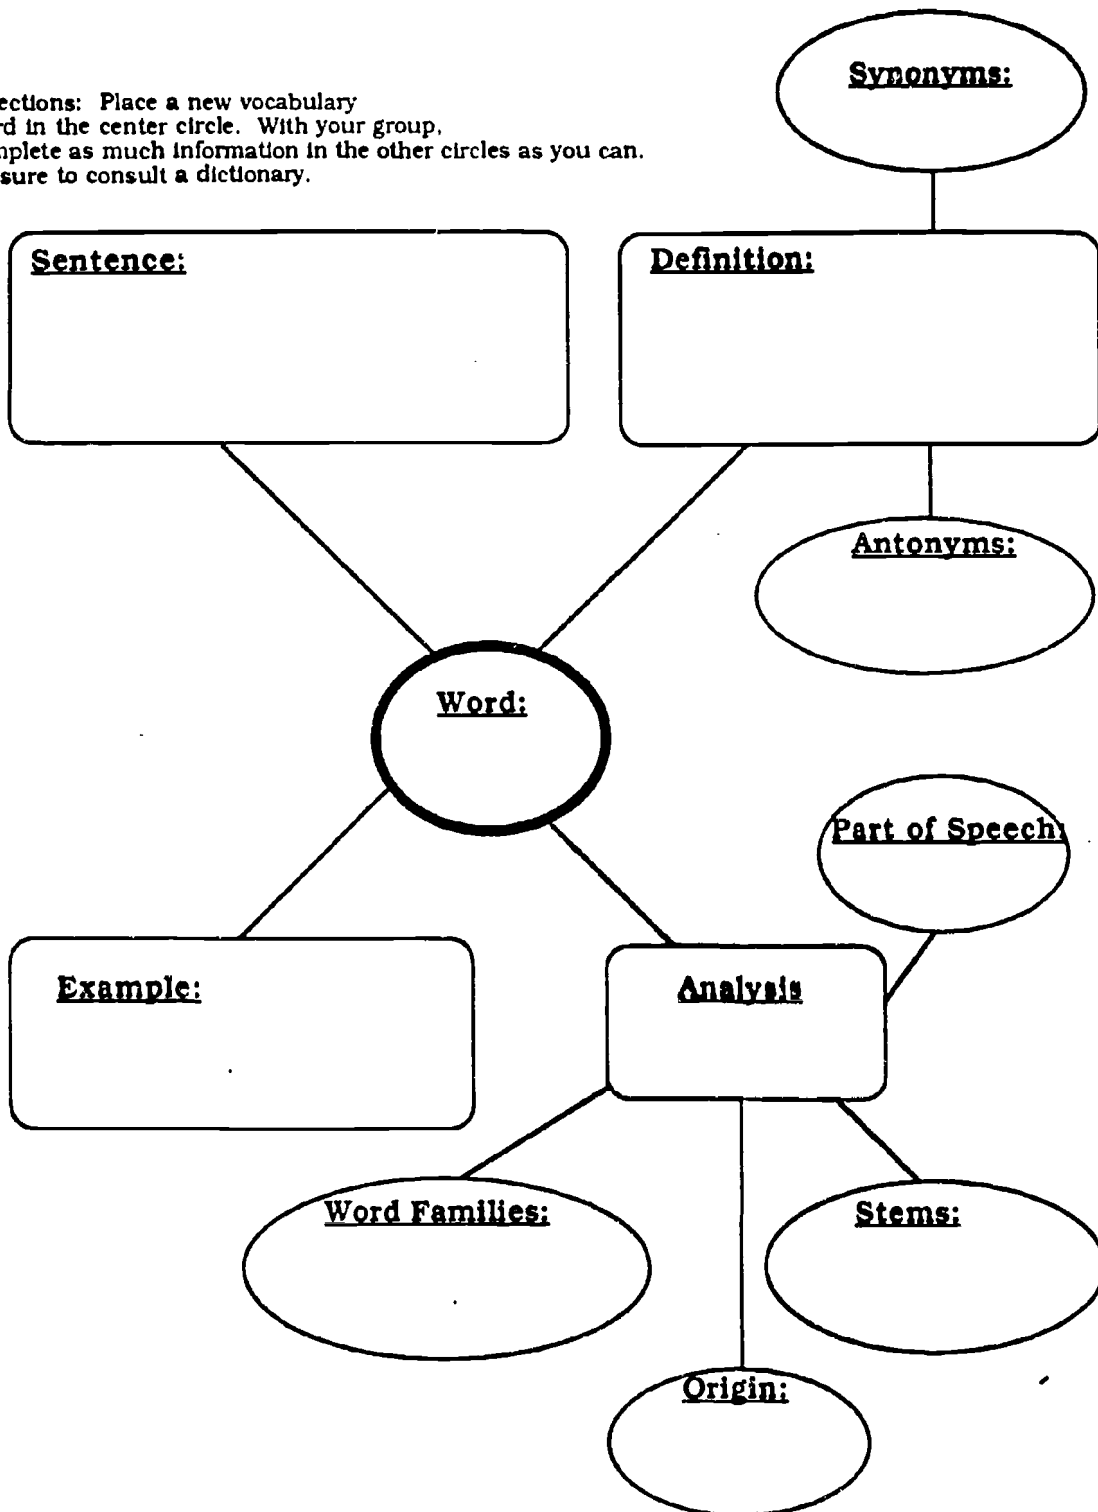 ections: Place a new vocabulary
rd in the center circle. With your group,
nplete as much information in the other circles as you can.
sure to consult a dictionary.
Synonyms:
Sentence:
Definition:
Antonyms:
Word:
Part of Speech:
Example:
Analysis
Word Families:
Stems:
Origin: